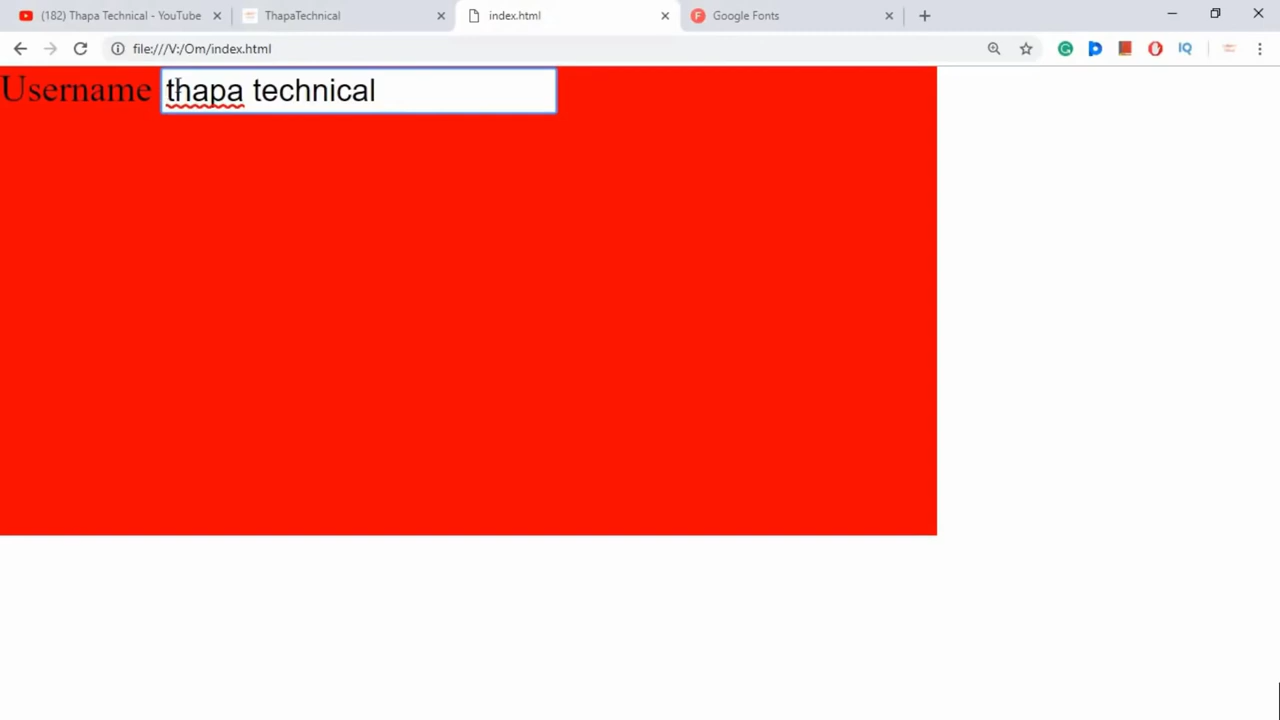 (182) Thapa Technical - YouTube
ThapaTechnical
index.html
Google Fonts
file:///V:/Om/index.html
Username thapa technical